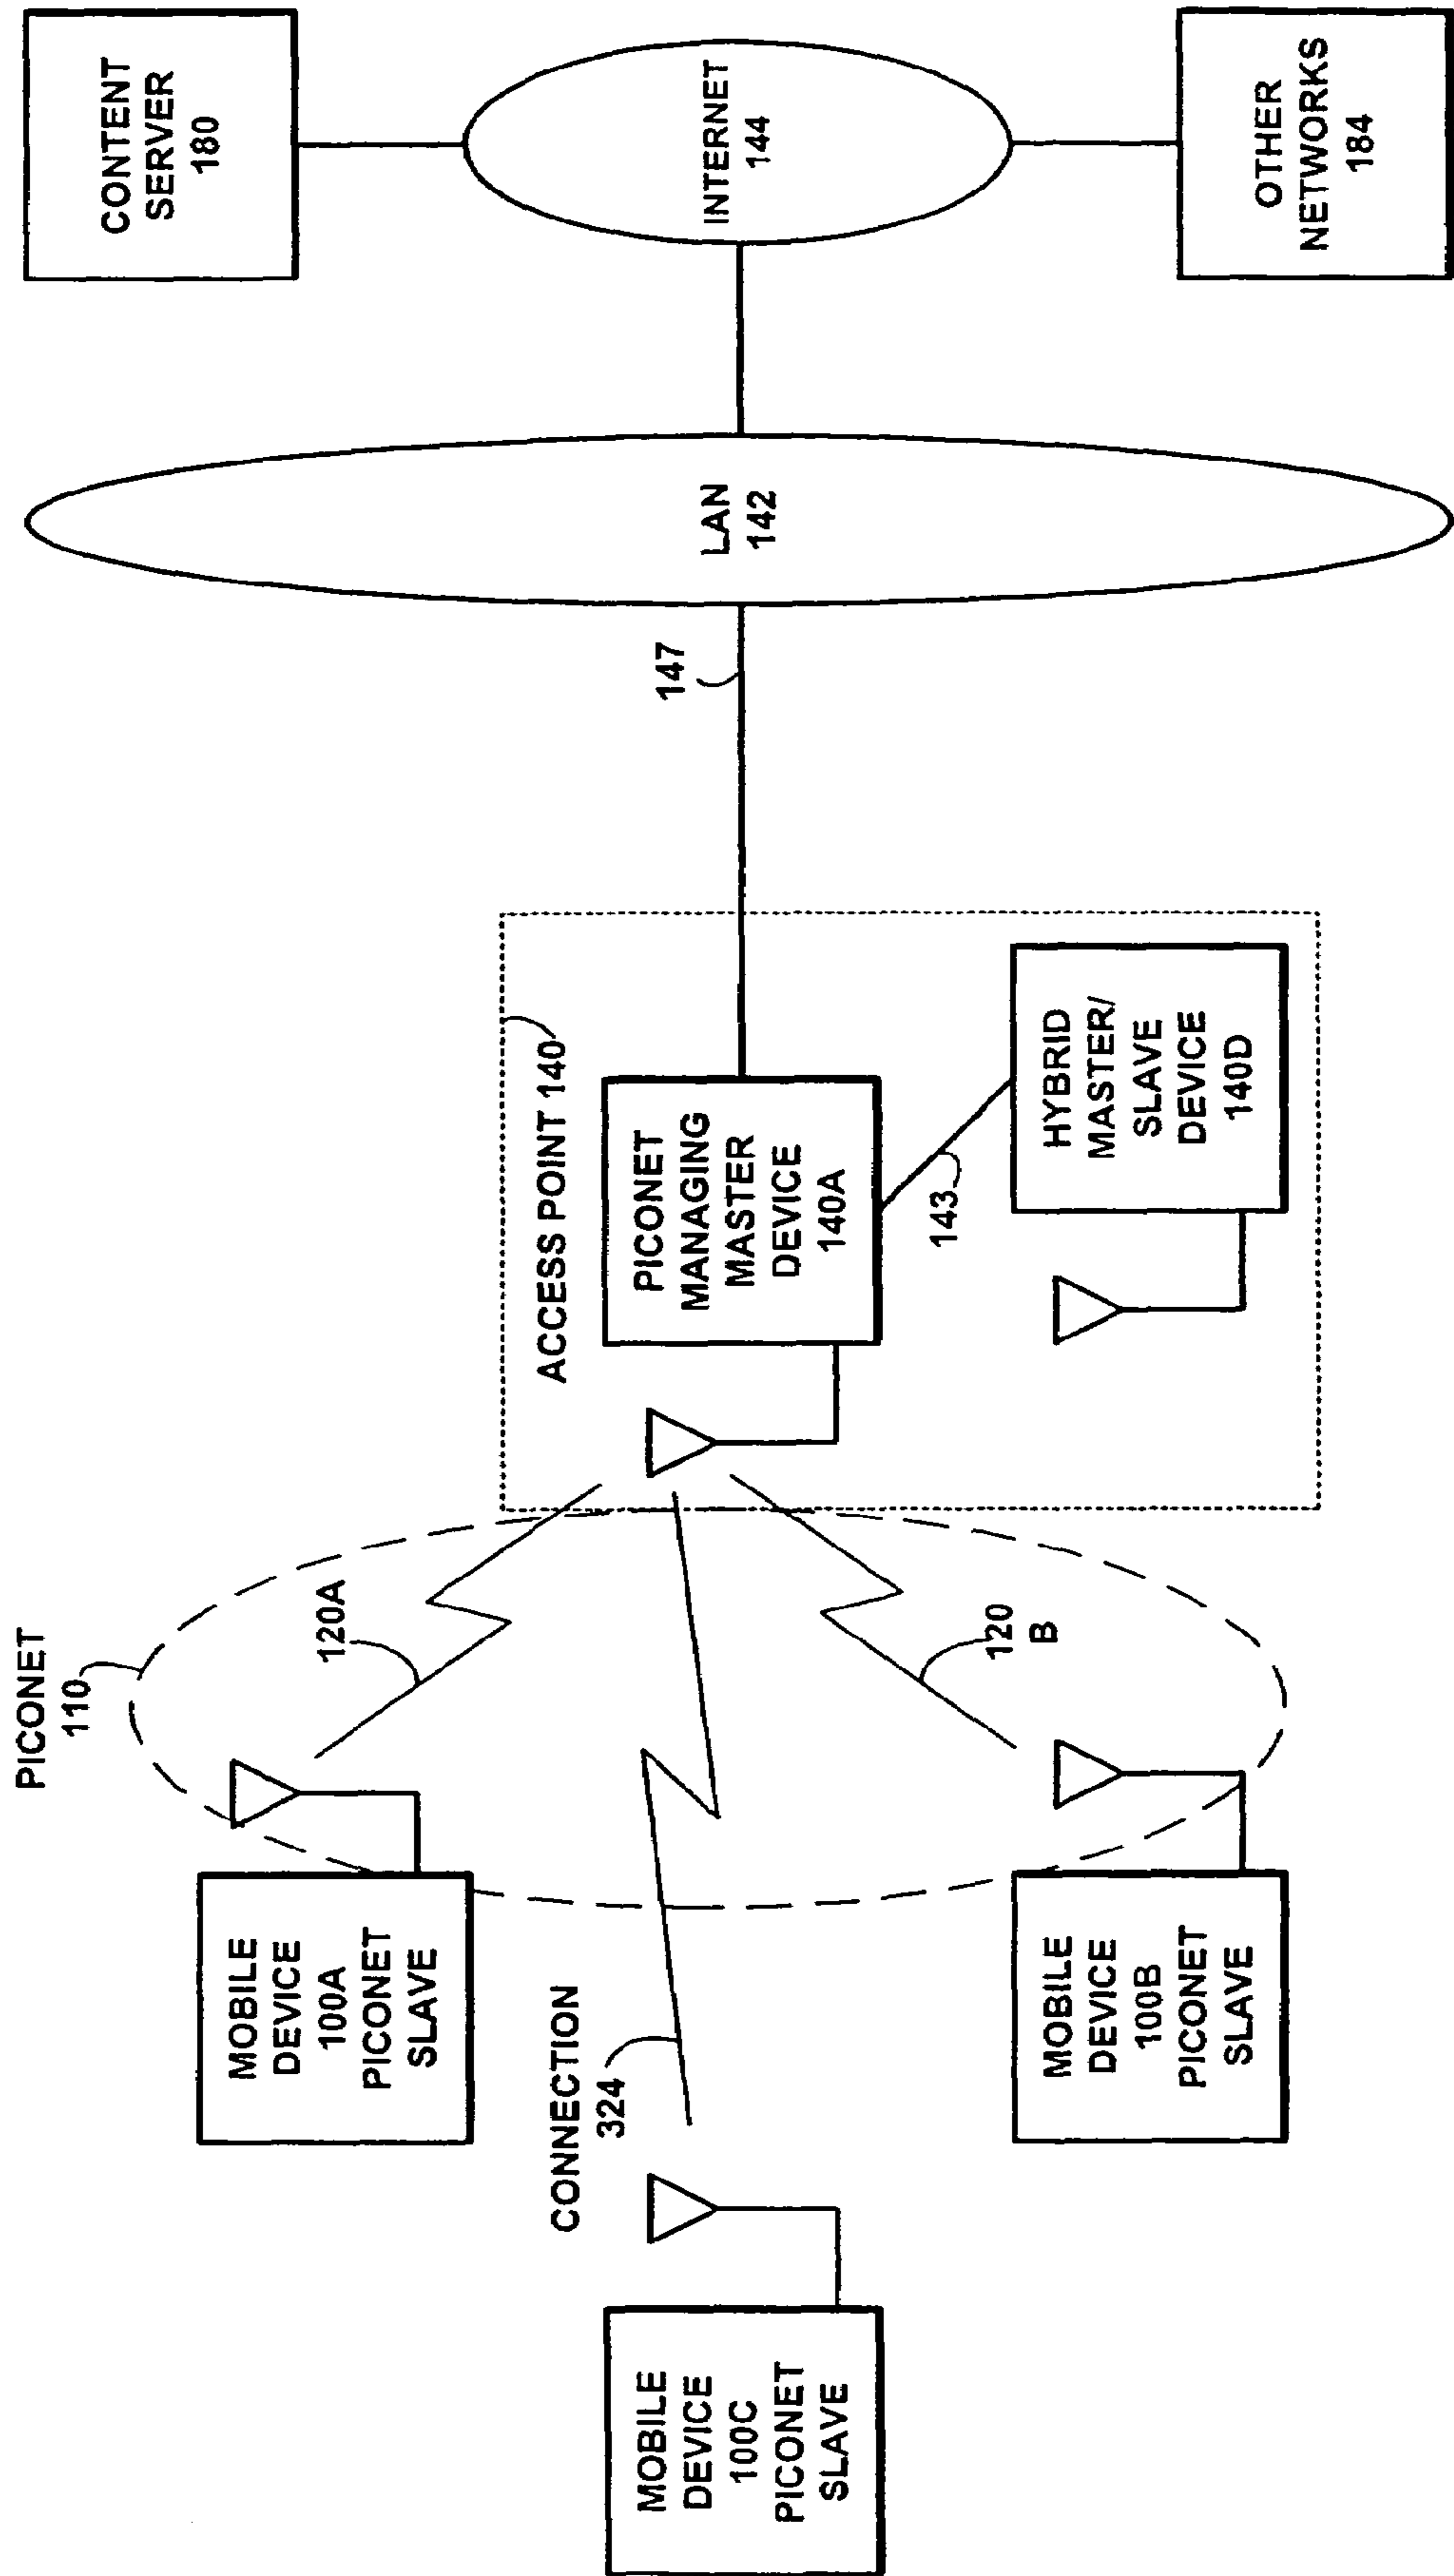 PICONET
110
MOBILE
DEVICE
100A
PICONET
SLAVE
120A
CONNECTION
324
MOBILE
DEVICE
100C
PICONET
SLAVE
120
B
MOBILE
DEVICE
100B
PICONET
SLAVE
ACCESS POINT 140
PICONET
MANAGING
MASTER
DEVICE
140A
143
HYBRID
MASTER/
SLAVE
DEVICE
140D
147
LAN
142
CONTENT
SERVER
180
INTERNET
144
OTHER
NETWORKS
184